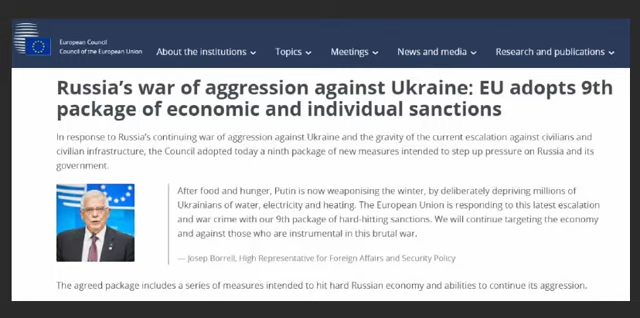 European Council
Council of the European Union
About the institutions
Topics
Meetings
News and media
Research and publications
Russia's war of aggression against Ukraine: EU adopts 9th
package of economic and individual sanctions
In response to Russia's continuing war of aggression against Ukraine and the gravity of the current escalation against civilians and
civilian infrastructure, the Council adopted today a ninth package of new measures intended to step up pressure on Russia and its
government.
After food and hunger, Putin is now weaponising the winter, by deliberately depriving millions of
Ukrainians of water, electricity and heating. The European Union is responding to this latest escalation
and war crime with our 9th package of hard-hitting sanctions. We will continue targeting the economy
and against those who are instrumental in this brutal war.
— Josep Borrell, High Representative for Foreign Affairs and Security Policy
The agreed package includes a series of measures intended to hit hard Russian economy and abilities to continue its aggression.